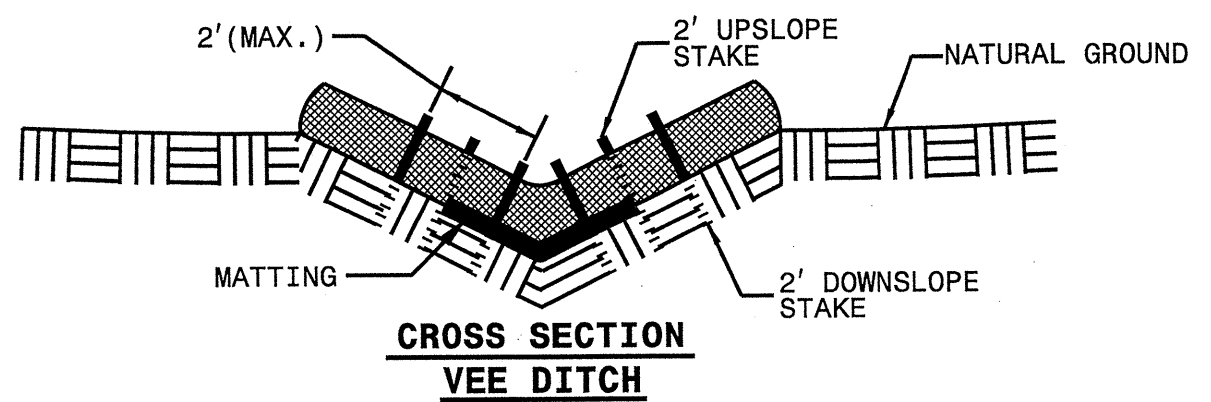 2'(MAX.)
2' UPSLOPE
STAKE
NATURAL GROUND
MATTING
2' DOWNSLOPE
STAKE
CROSS SECTION
VEE DITCH